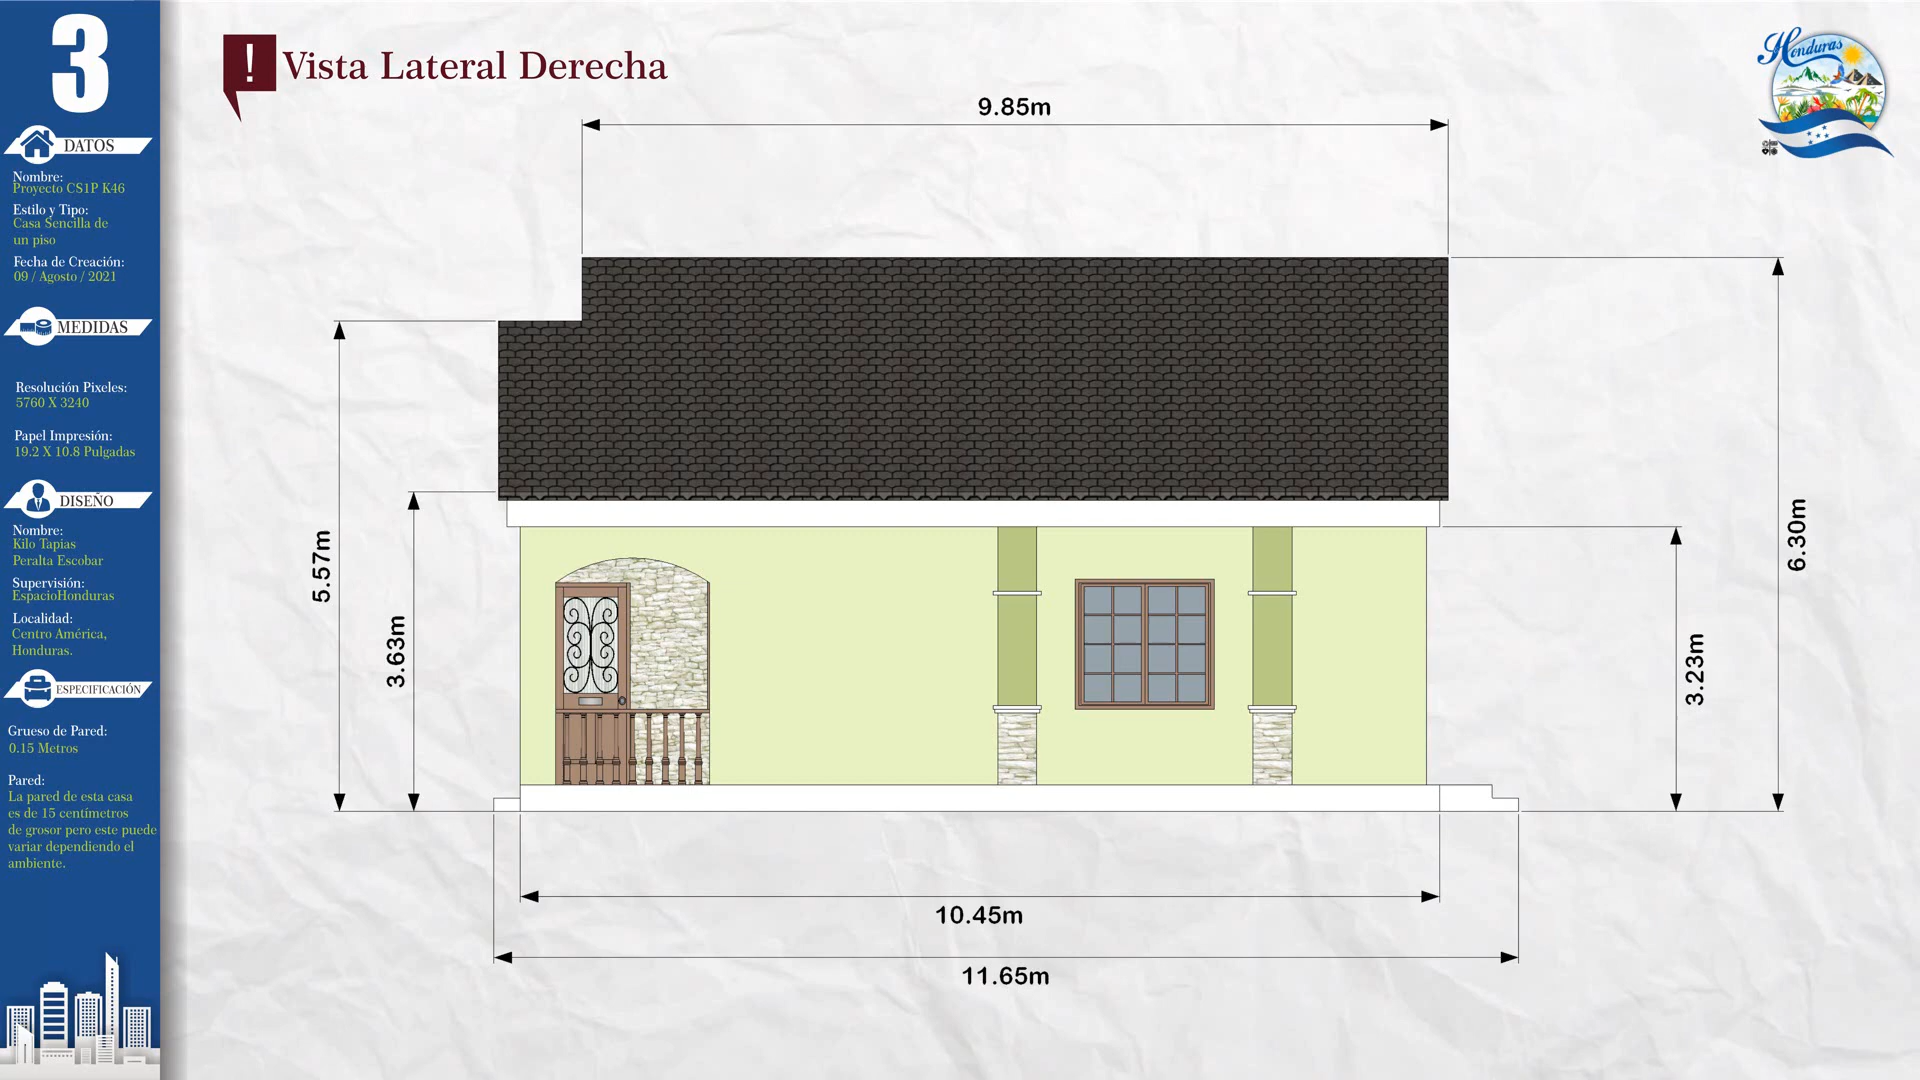 3
DATOS
Nombre:
Proyecto CS1P K46
Estilo y Tipo:
Casa Sencilla de
un piso
Fecha de Creación:
09 / Agosto / 2021
MEDIDAS
Resolución Pixeles:
5760 X 3240
Papel Impresión:
19.2 X 10.8 Pulgadas
DISEÑO
Nombre:
Kilo Tapias
Peralta Escobar
Supervisión:
EspacioHonduras
Localidad:
Centro América,
Honduras.
ESPECIFICACIÓN
Grueso de Pared:
0.15 Metros
Pared:
La pared de esta casa
es de 15 centímetros
de grosor pero este puede
variar dependiendo el
ambiente.
! Vista Lateral Derecha
Honduras
9.85m
5.57m
3.63m
3.23m
6.30m
10.45m
11.65m